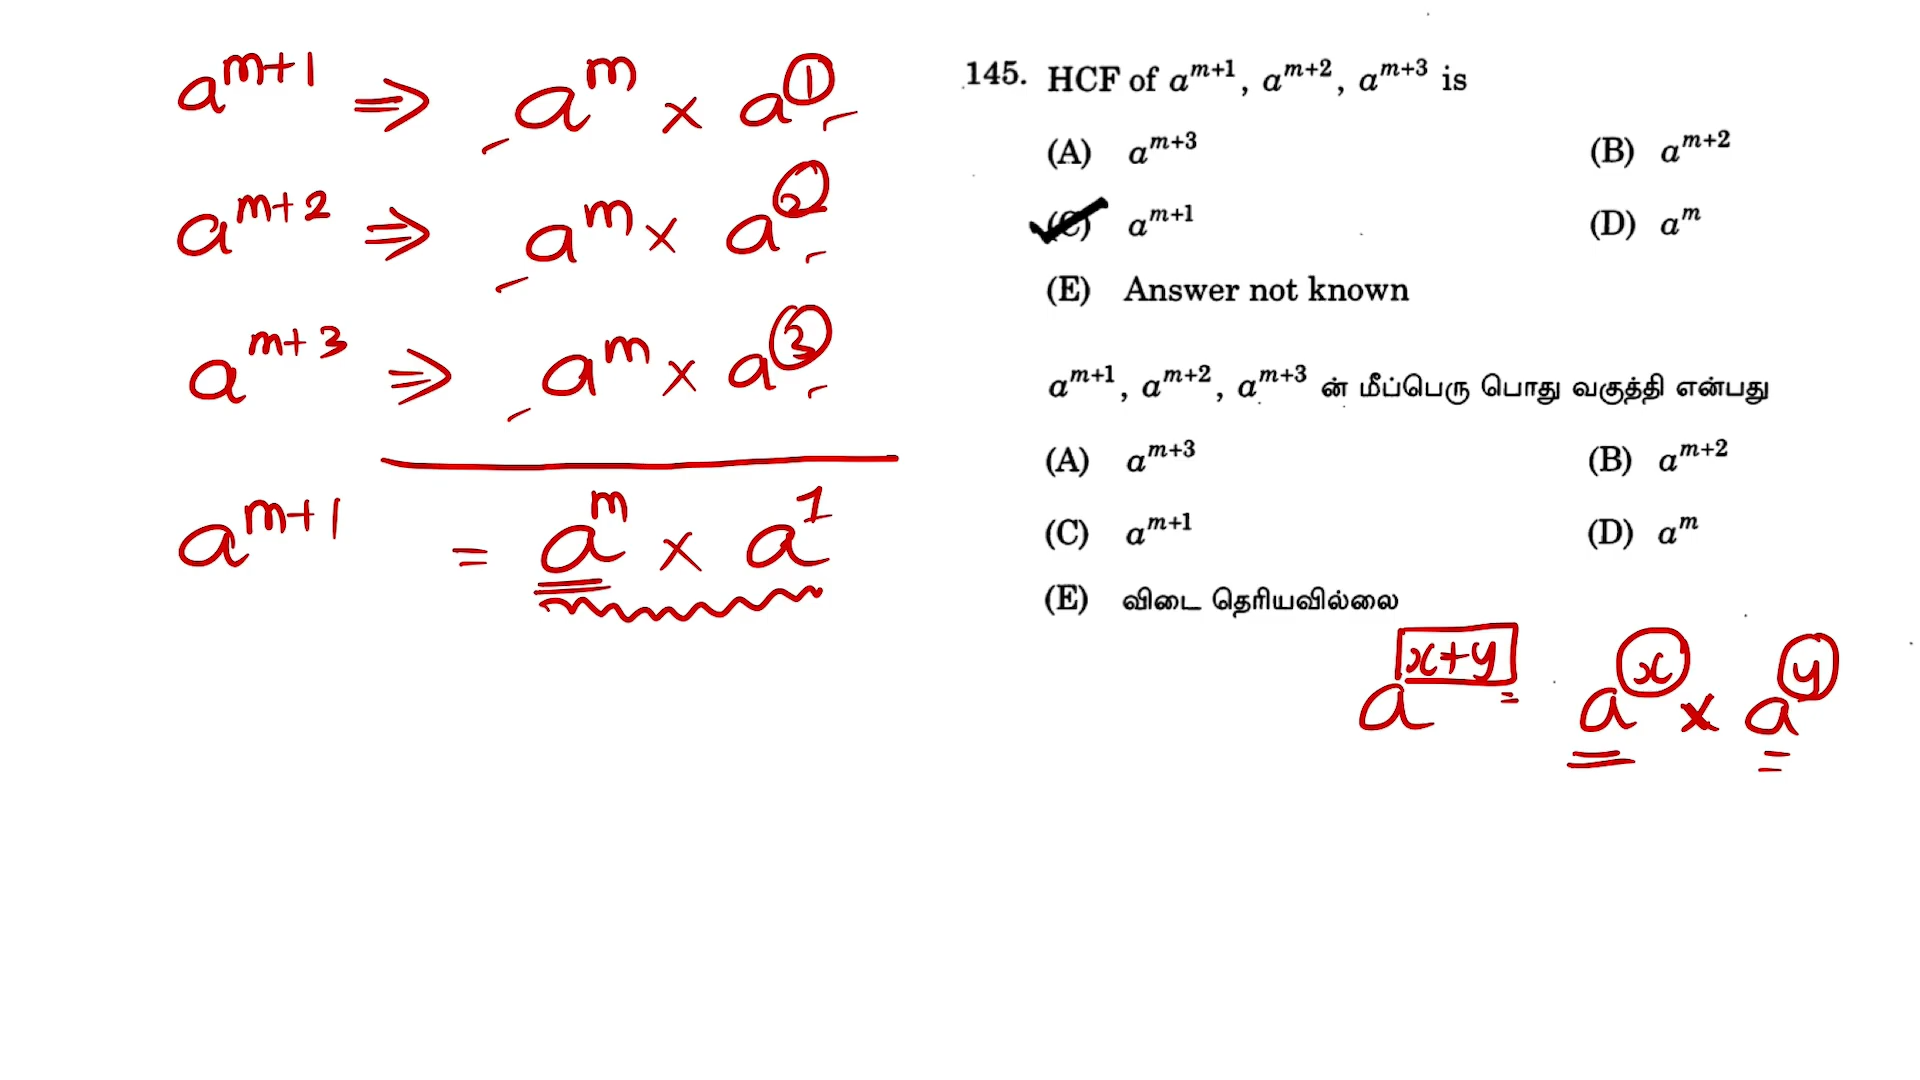 a^{m+1} ⇒ a^m × a^1
a^{m+2} ⇒ a^m × a^2
a^{m+3} ⇒ a^m × a^3
a^{m+1} = a^m × a^1
145. HCF of a^{m+1}, a^{m+2}, a^{m+3} is
(A) a^{m+3} (B) a^{m+2}
(C) a^{m+1} (D) a^m
(E) Answer not known
a^{m+1}, a^{m+2}, a^{m+3} ன் மீப்பெரு பொது வகுத்தி என்பது
(A) a^{m+3} (B) a^{m+2}
(C) a^{m+1} (D) a^m
(E) விடை தெரியவில்லை
a^{x+y} = a^x × a^y